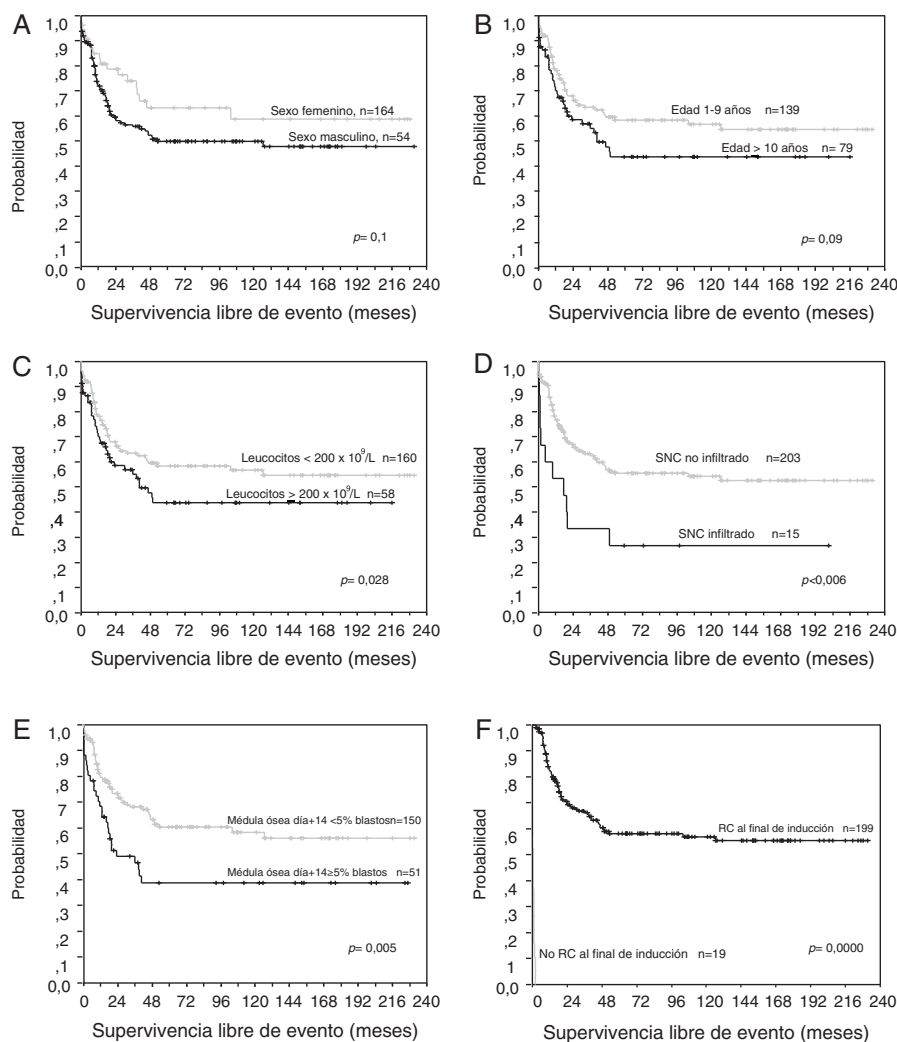 A
1,0
,9
,8
,7
,6
,5
,4
,3
,2
,1
0,0
Probabilidad
Sexo femenino, n=164
Sexo masculino, n=54
p= 0,1
0 24 48 72 96 120 144 168 192 216 240
Supervivencia libre de evento (meses)
B
1,0
,9
,8
,7
,6
,5
,4
,3
,2
,1
0,0
Probabilidad
Edad 1-9 años n=139
Edad > 10 años n= 79
p= 0,09
0 24 48 72 96 120 144 168 192 216 240
Supervivencia libre de evento (meses)
C
1,0
,9
,8
,7
,6
,5
,4
,3
,2
,1
0,0
Probabilidad
Leucocitos < 200 x 10⁹/L n=160
Leucocitos > 200 x 10⁹/L n=58
p = 0,028
0 24 48 72 96 120 144 168 192 216 240
Supervivencia libre de evento (meses)
D
1,0
,9
,8
,7
,6
,5
,4
,3
,2
,1
0,0
Probabilidad
SNC no infiltrado n=203
SNC infiltrado n=15
p<0,006
0 24 48 72 96 120 144 168 192 216 240
Supervivencia libre de evento (meses)
E
1,0
,9
,8
,7
,6
,5
,4
,3
,2
,1
0,0
Probabilidad
Médula ósea día+14 <5% blastosn=150
Médula ósea día+14≥5% blastos n=51
p= 0,005
0 24 48 72 96 120 144 168 192 216 240
Supervivencia libre de evento (meses)
F
1,0
,9
,8
,7
,6
,5
,4
,3
,2
,1
0,0
Probabilidad
RC al final de inducción n=199
No RC al final de inducción n=19
p= 0,0000
0 24 48 72 96 120 144 168 192 216 240
Supervivencia libre de evento (meses)